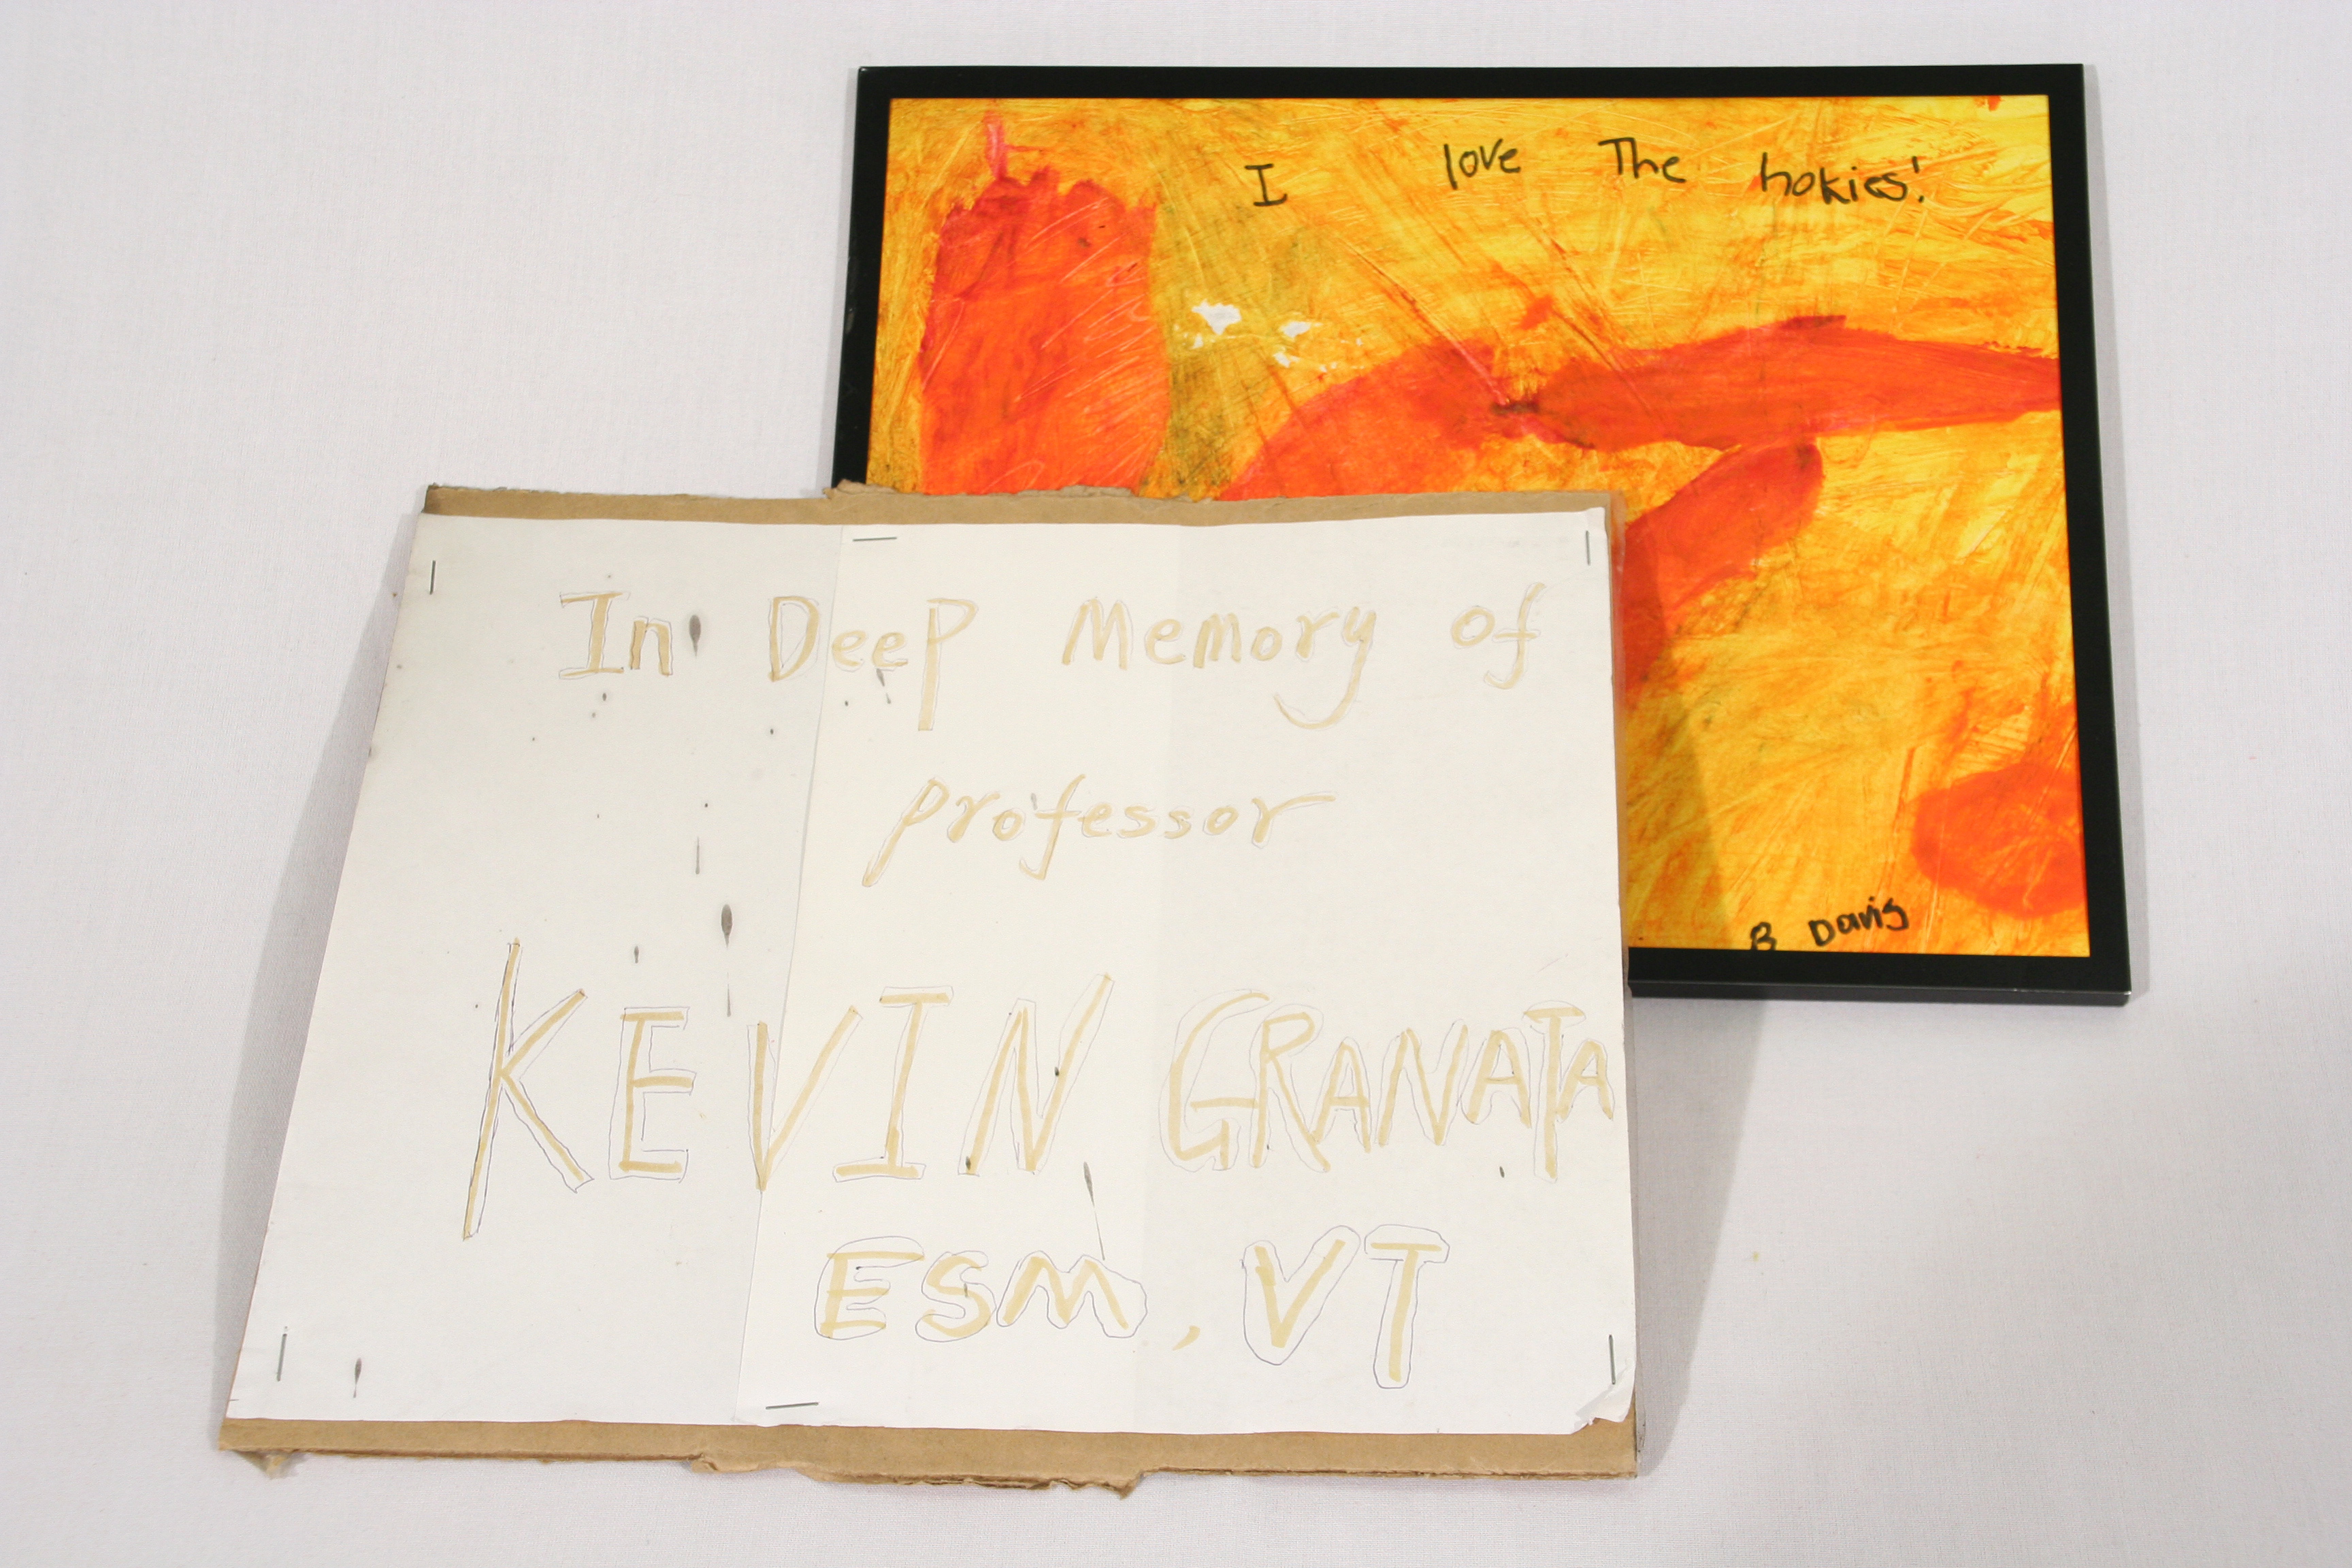 I love The hokies!
B Davis
In DeeP Memory of
professor
KEVIN GRANATA
ESM, VT